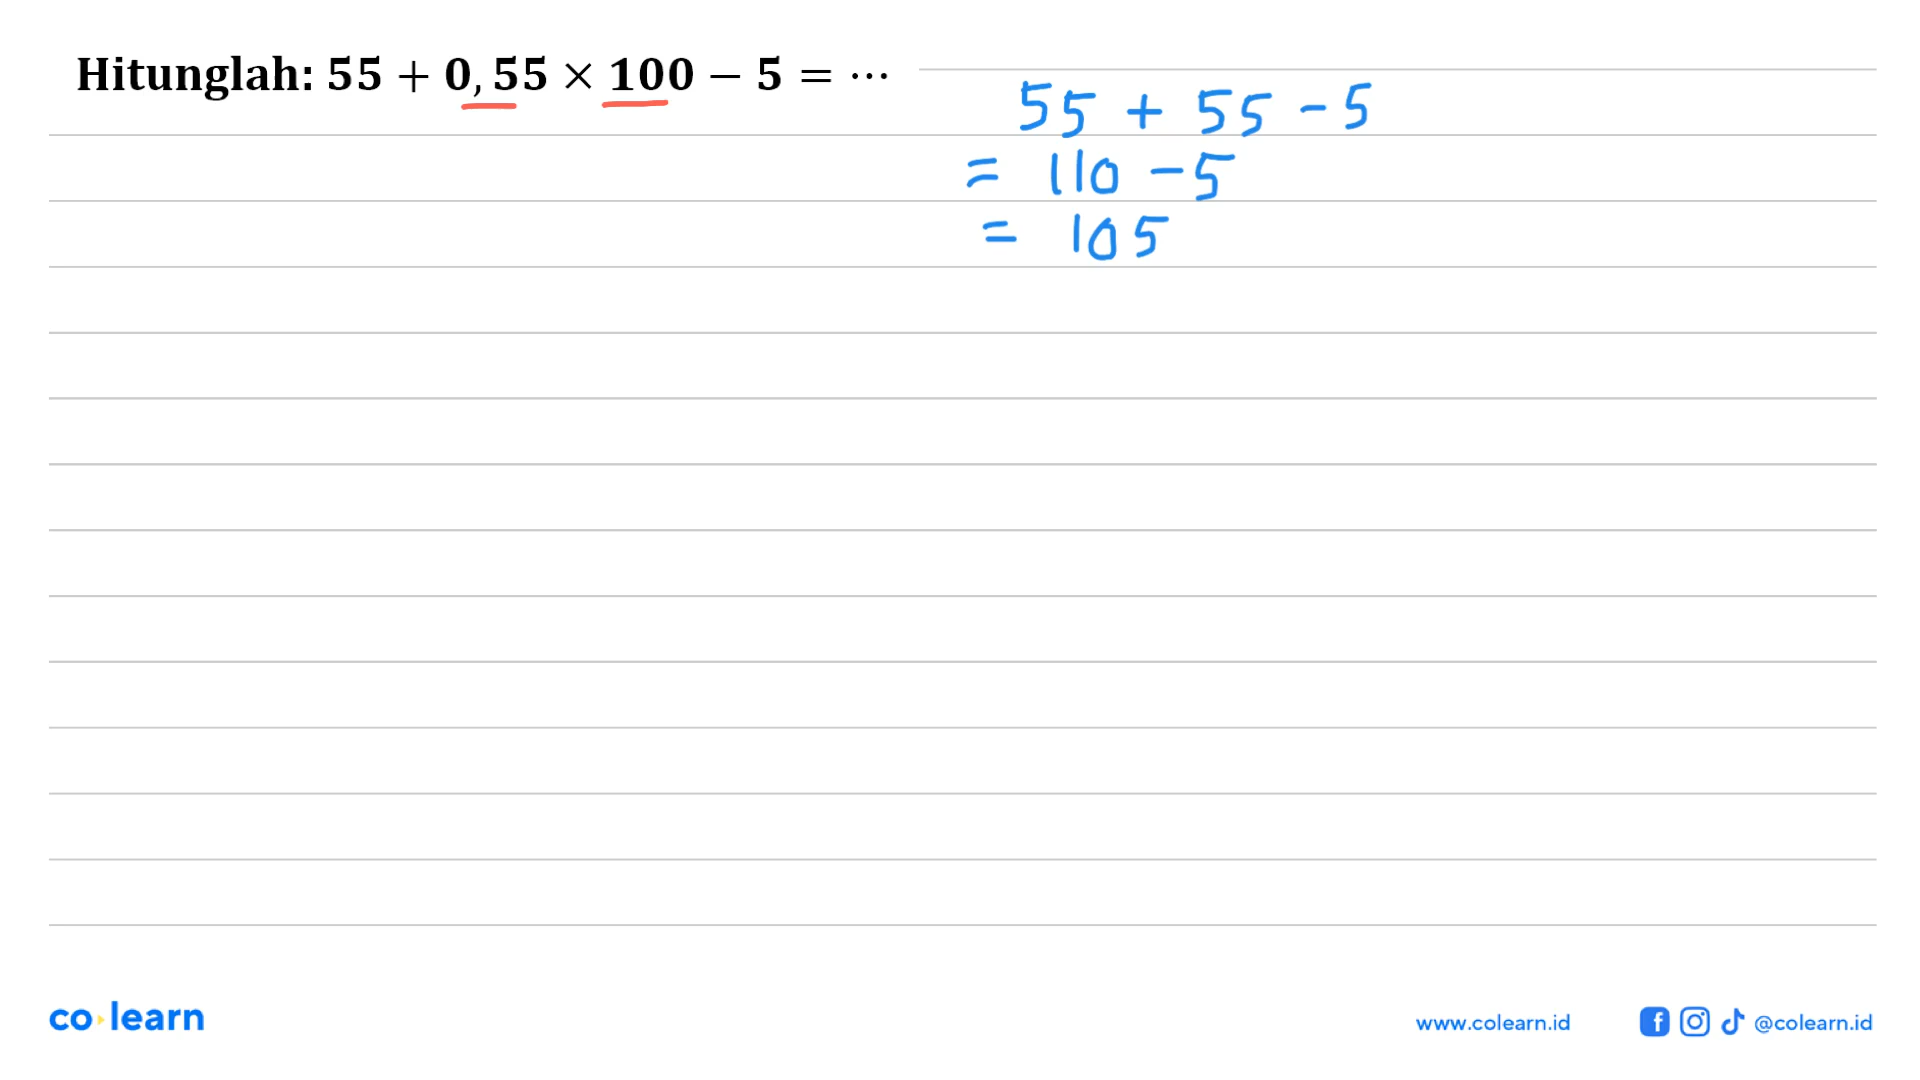 Hitunglah: 55 + 0,55 × 100 − 5 = ⋯
55 + 55 - 5
= 110 - 5
= 105
co learn
www.colearn.id
@colearn.id